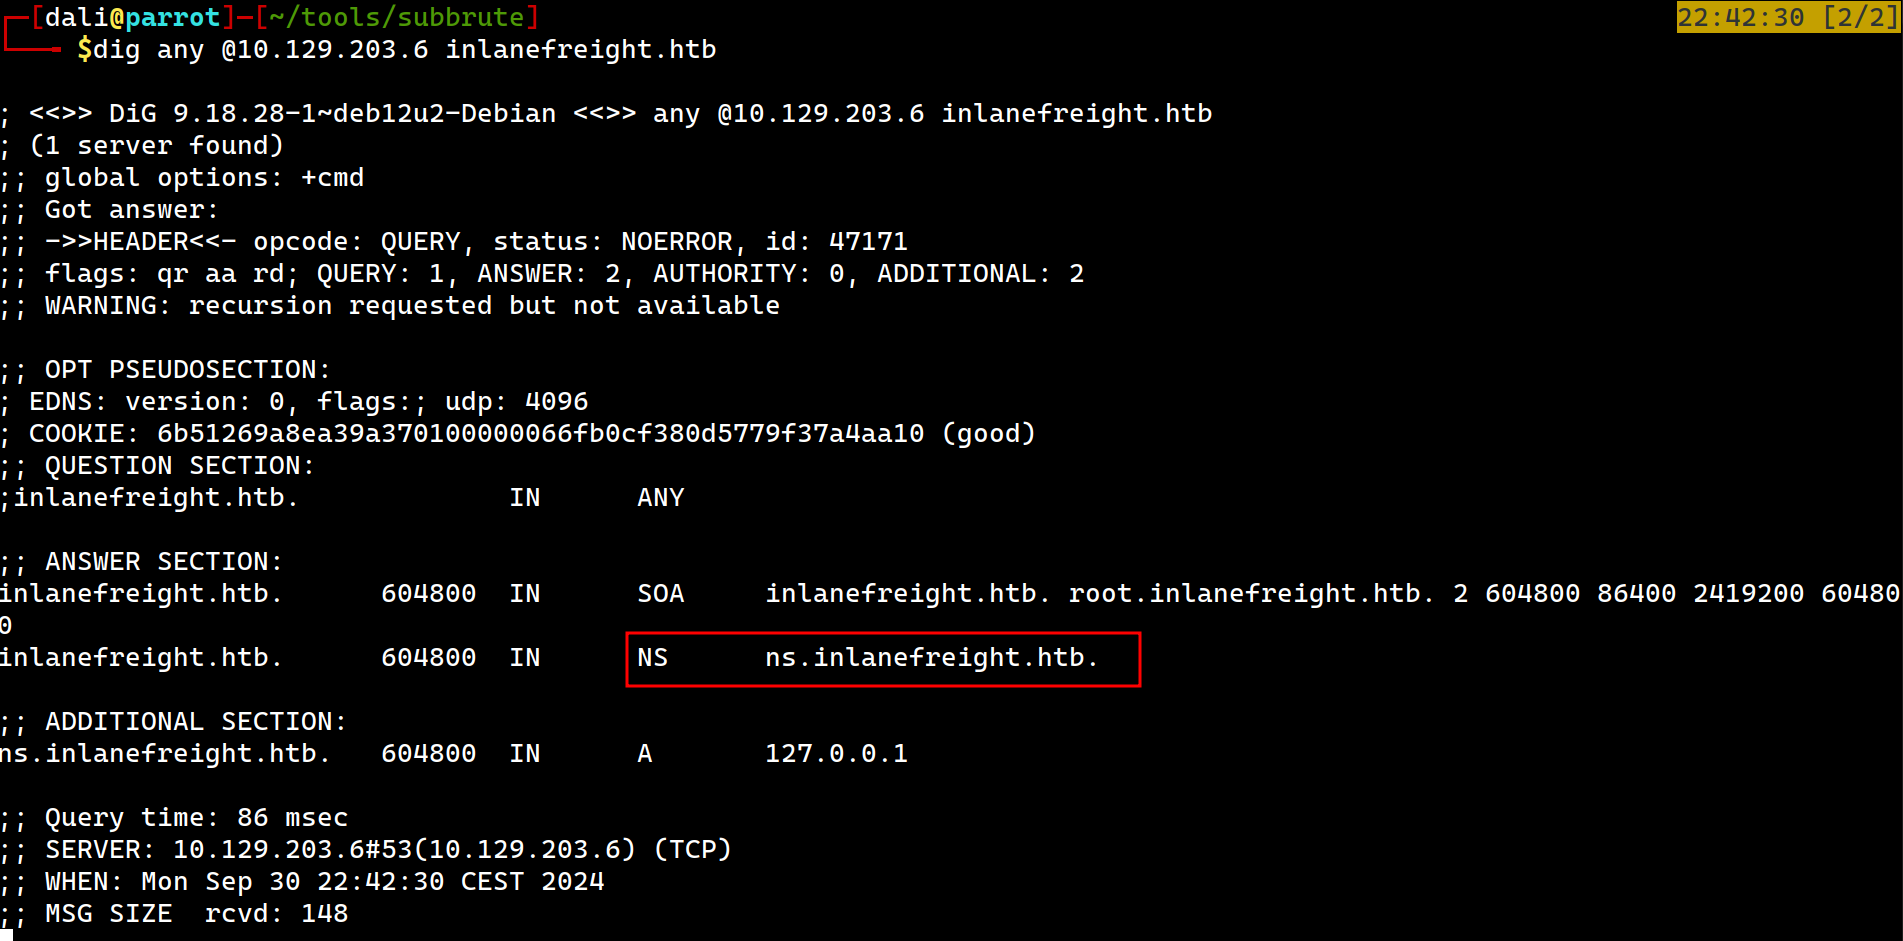 [dali@parrot]─[~/tools/subbrute] 22:42:30 [2/2]
$dig any @10.129.203.6 inlanefreight.htb
; <<>> DiG 9.18.28-1~deb12u2-Debian <<>> any @10.129.203.6 inlanefreight.htb
; (1 server found)
;; global options: +cmd
;; Got answer:
;; ->>HEADER<<- opcode: QUERY, status: NOERROR, id: 47171
;; flags: qr aa rd; QUERY: 1, ANSWER: 2, AUTHORITY: 0, ADDITIONAL: 2
;; WARNING: recursion requested but not available
;; OPT PSEUDOSECTION:
; EDNS: version: 0, flags:; udp: 4096
; COOKIE: 6b51269a8ea39a370100000066fb0cf380d5779f37a4aa10 (good)
;; QUESTION SECTION:
;inlanefreight.htb. IN ANY
;; ANSWER SECTION:
inlanefreight.htb. 604800 IN SOA inlanefreight.htb. root.inlanefreight.htb. 2 604800 86400 2419200 60480
0
inlanefreight.htb. 604800 IN NS ns.inlanefreight.htb.
;; ADDITIONAL SECTION:
ns.inlanefreight.htb. 604800 IN A 127.0.0.1
;; Query time: 86 msec
;; SERVER: 10.129.203.6#53(10.129.203.6) (TCP)
;; WHEN: Mon Sep 30 22:42:30 CEST 2024
;; MSG SIZE rcvd: 148